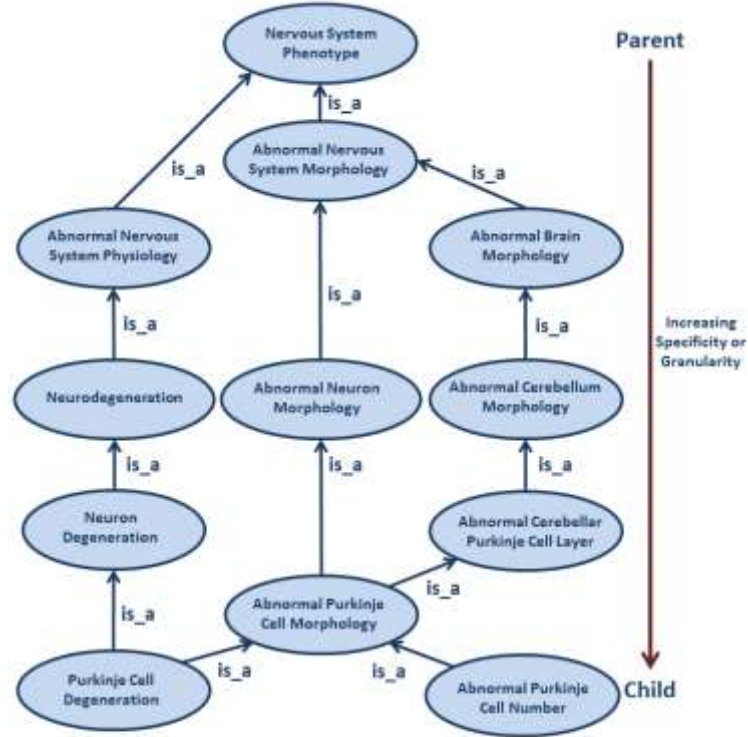 Nervous System
Phenotype
Parent
is_a
Abnormal Nervous
System Morphology
is_a
is_a
Abnormal Nervous
System Physiology
Abnormal Brain
Morphology
is_a
is_a
is_a
Increasing
Specificity or
Granularity
Neurodegeneration
Abnormal Neuron
Morphology
Abnormal Cerebellum
Morphology
is_a
is_a
is_a
Neuron
Degeneration
Abnormal Cerebellar
Purkinje Cell Layer
is_a
Abnormal Purkinje
Cell Morphology
is_a
is_a
is_a
Purkinje Cell
Degeneration
Abnormal Purkinje
Cell Number
Child